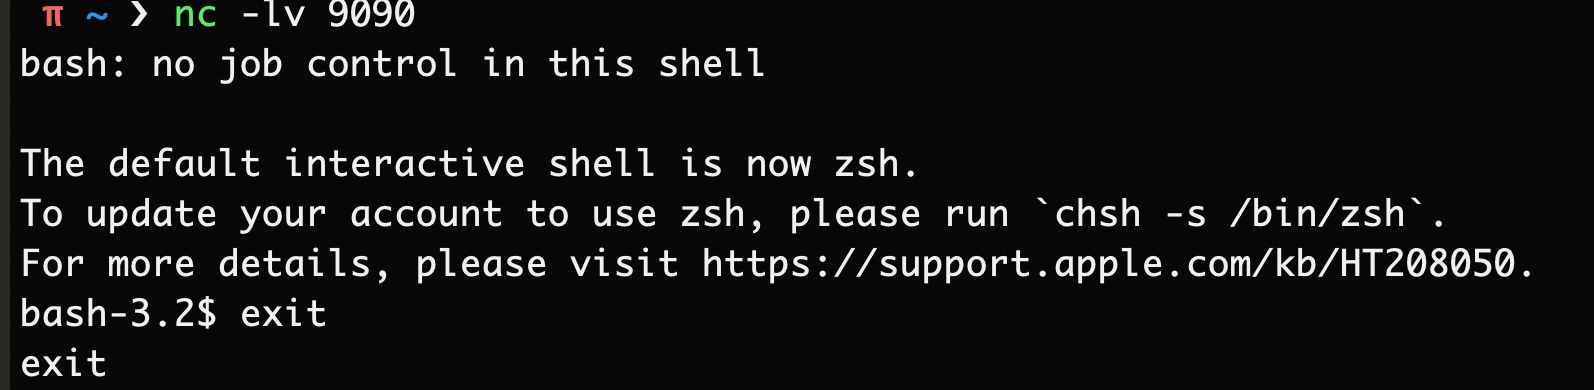 π ~ ❯ nc -lv 9090
bash: no job control in this shell
The default interactive shell is now zsh.
To update your account to use zsh, please run `chsh -s /bin/zsh`.
For more details, please visit https://support.apple.com/kb/HT208050.
bash-3.2$ exit
exit